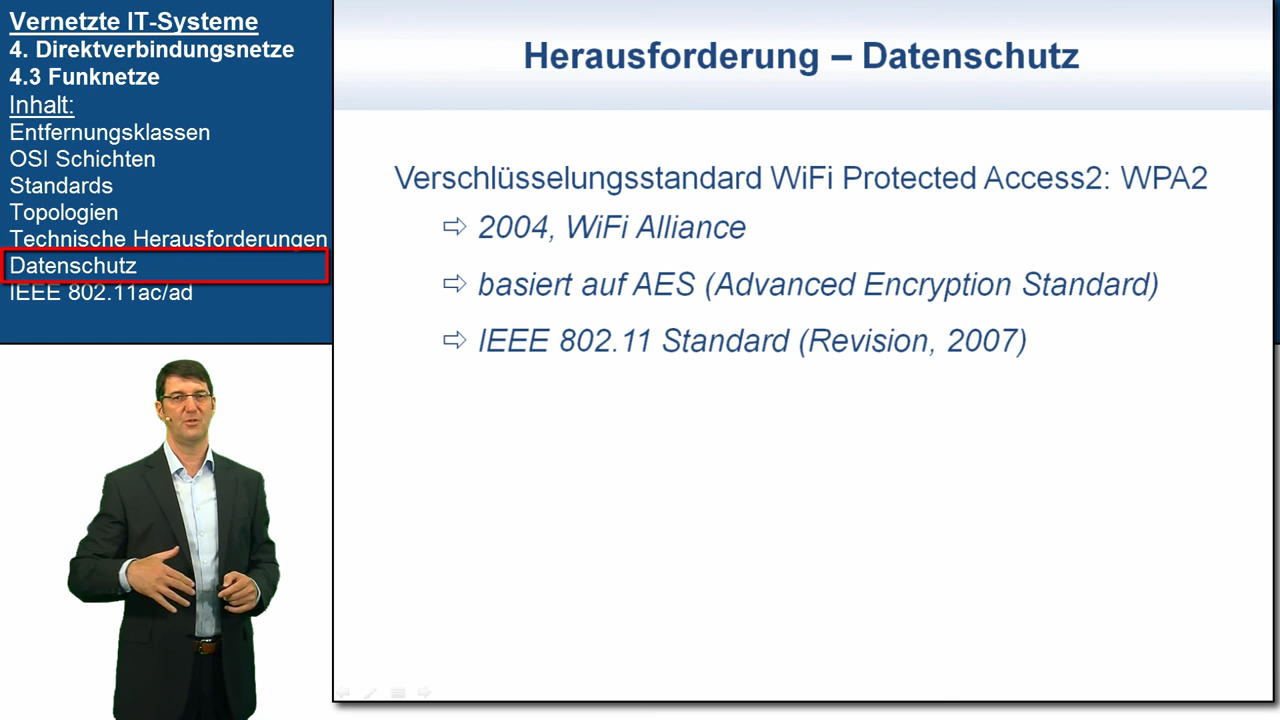 Vernetzte IT-Systeme
4. Direktverbindungsnetze
4.3 Funknetze
Inhalt:
Entfernungsklassen
OSI Schichten
Standards
Topologien
Technische Herausforderungen
Datenschutz
IEEE 802.11ac/ad
Herausforderung – Datenschutz
Verschlüsselungsstandard WiFi Protected Access2: WPA2
⇨ 2004, WiFi Alliance
⇨ basiert auf AES (Advanced Encryption Standard)
⇨ IEEE 802.11 Standard (Revision, 2007)